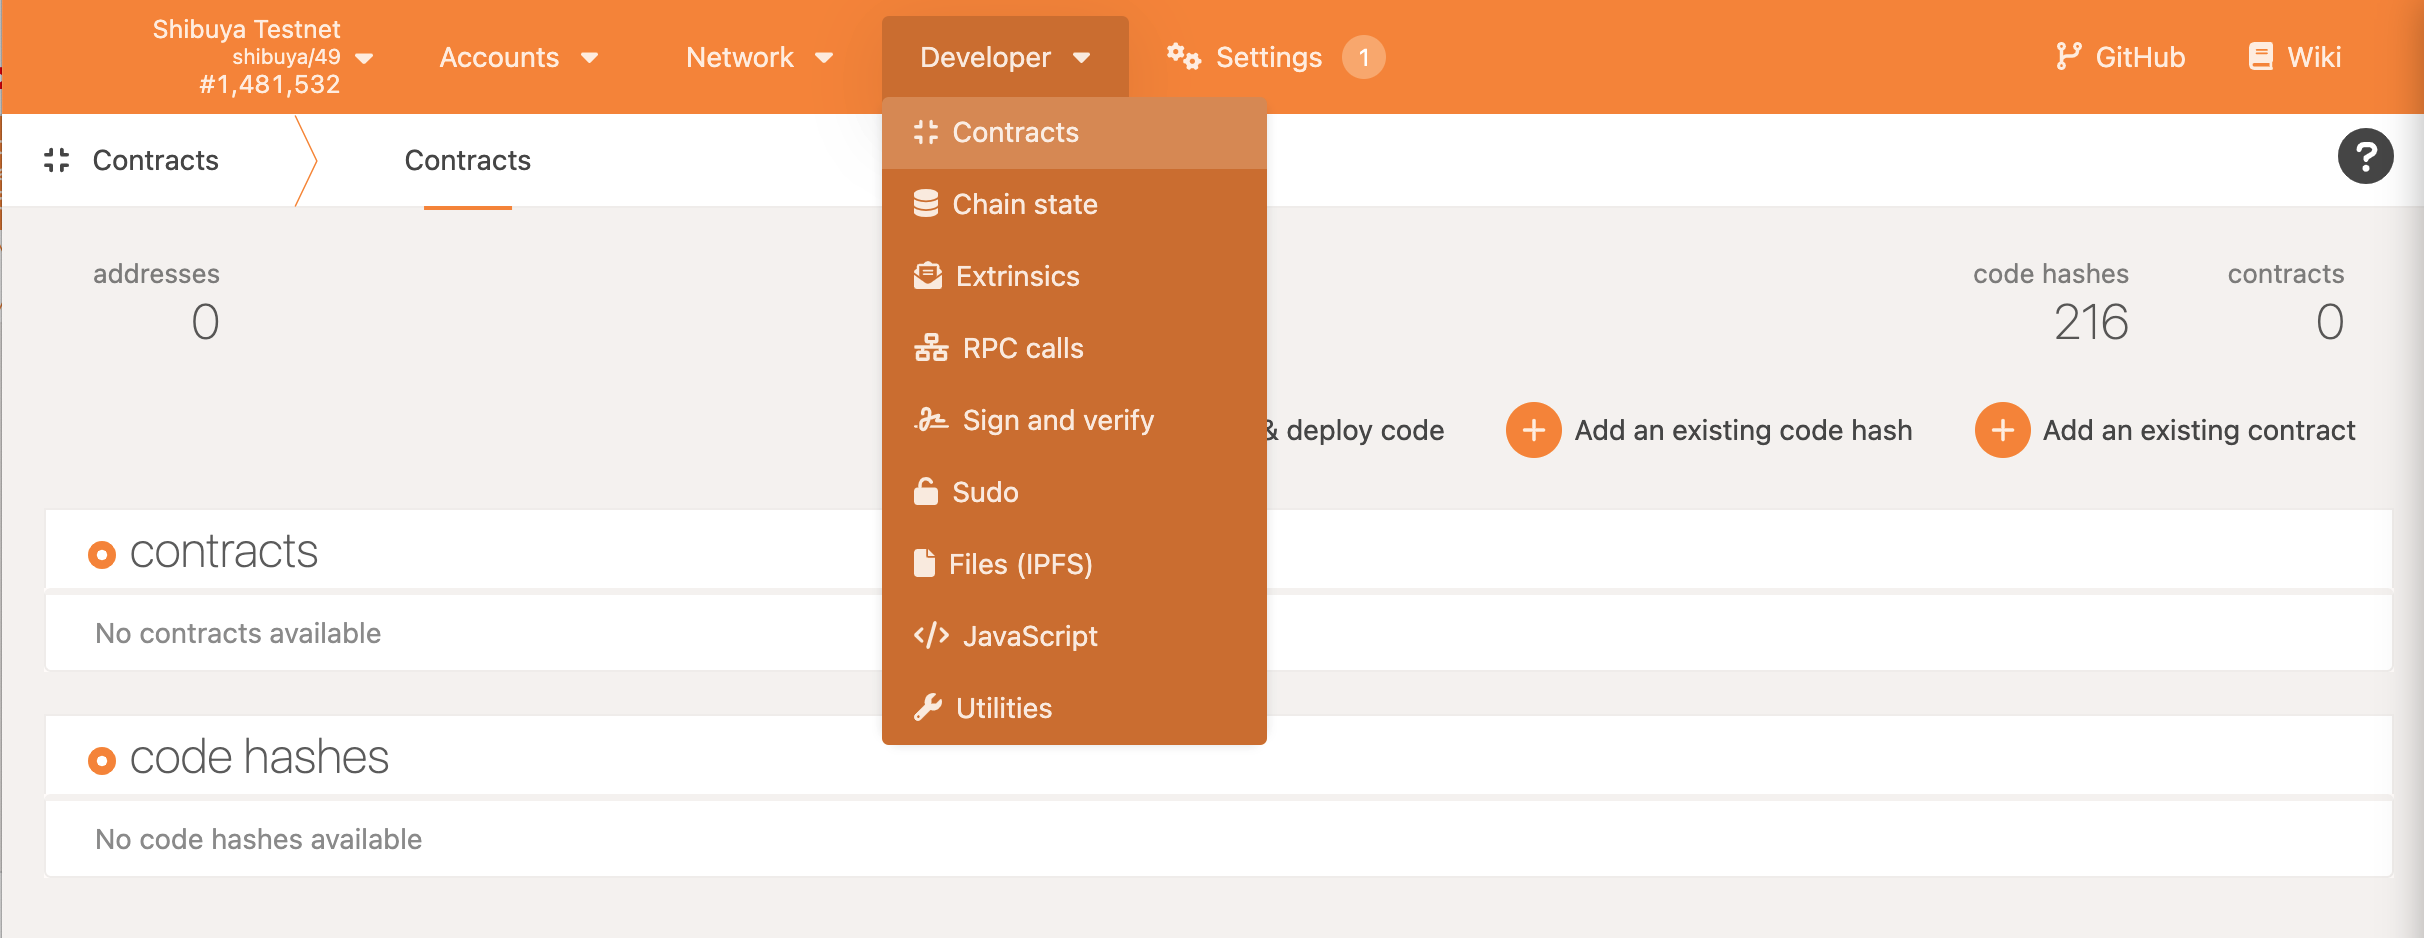 Shibuya Testnet
shibuya/49
#1,481,532
Accounts
Network
Developer
Settings
1
GitHub
Wiki
Contracts
Contracts
?
Contracts
Chain state
Extrinsics
RPC calls
Sign and verify
Sudo
Files (IPFS)
JavaScript
Utilities
addresses
0
code hashes
216
contracts
0
& deploy code
Add an existing code hash
Add an existing contract
contracts
No contracts available
code hashes
No code hashes available